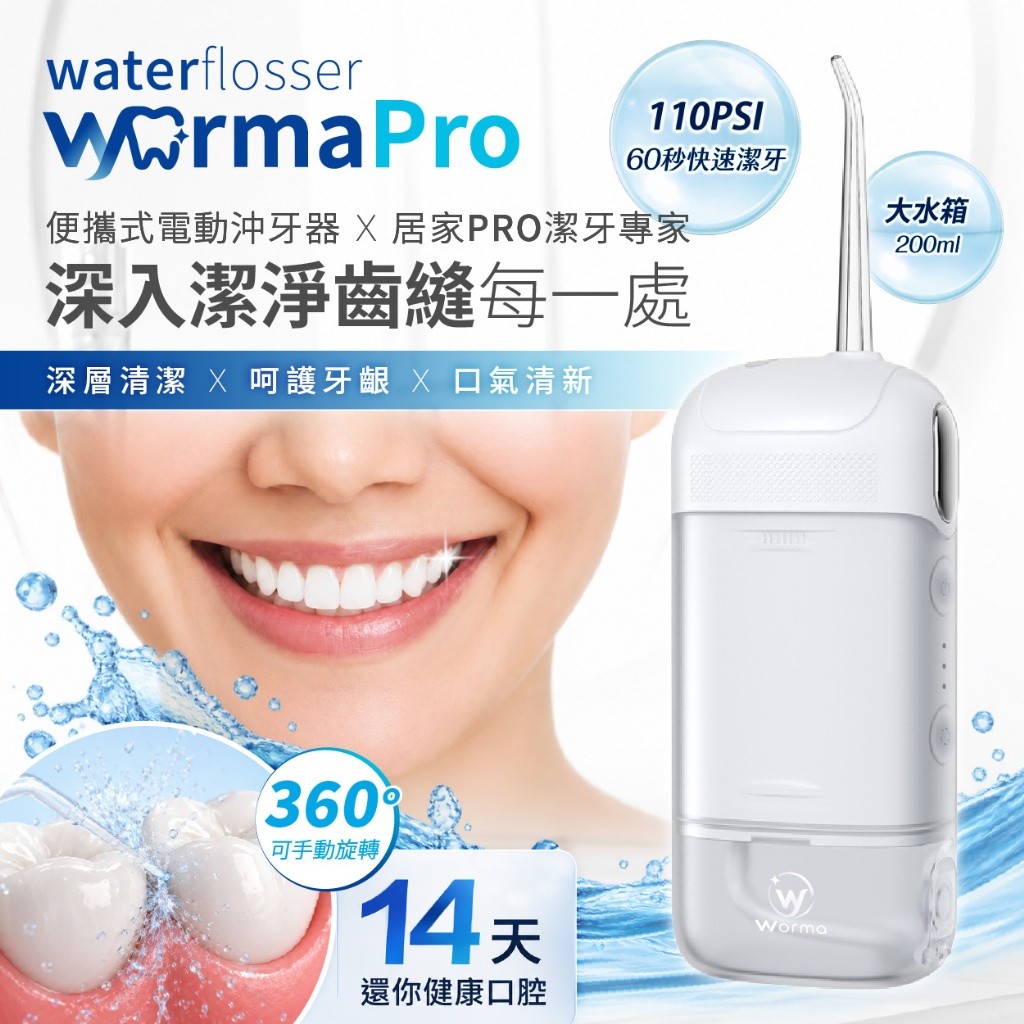 waterflosser
WormaPro
110PSI
60秒快速潔牙
大水箱
200ml
便攜式電動沖牙器 X 居家PRO潔牙專家
深入潔淨齒縫每一處
深層清潔 X 呵護牙齦 X 口氣清新
360°
可手動旋轉
14天
還你健康口腔
W
Worma